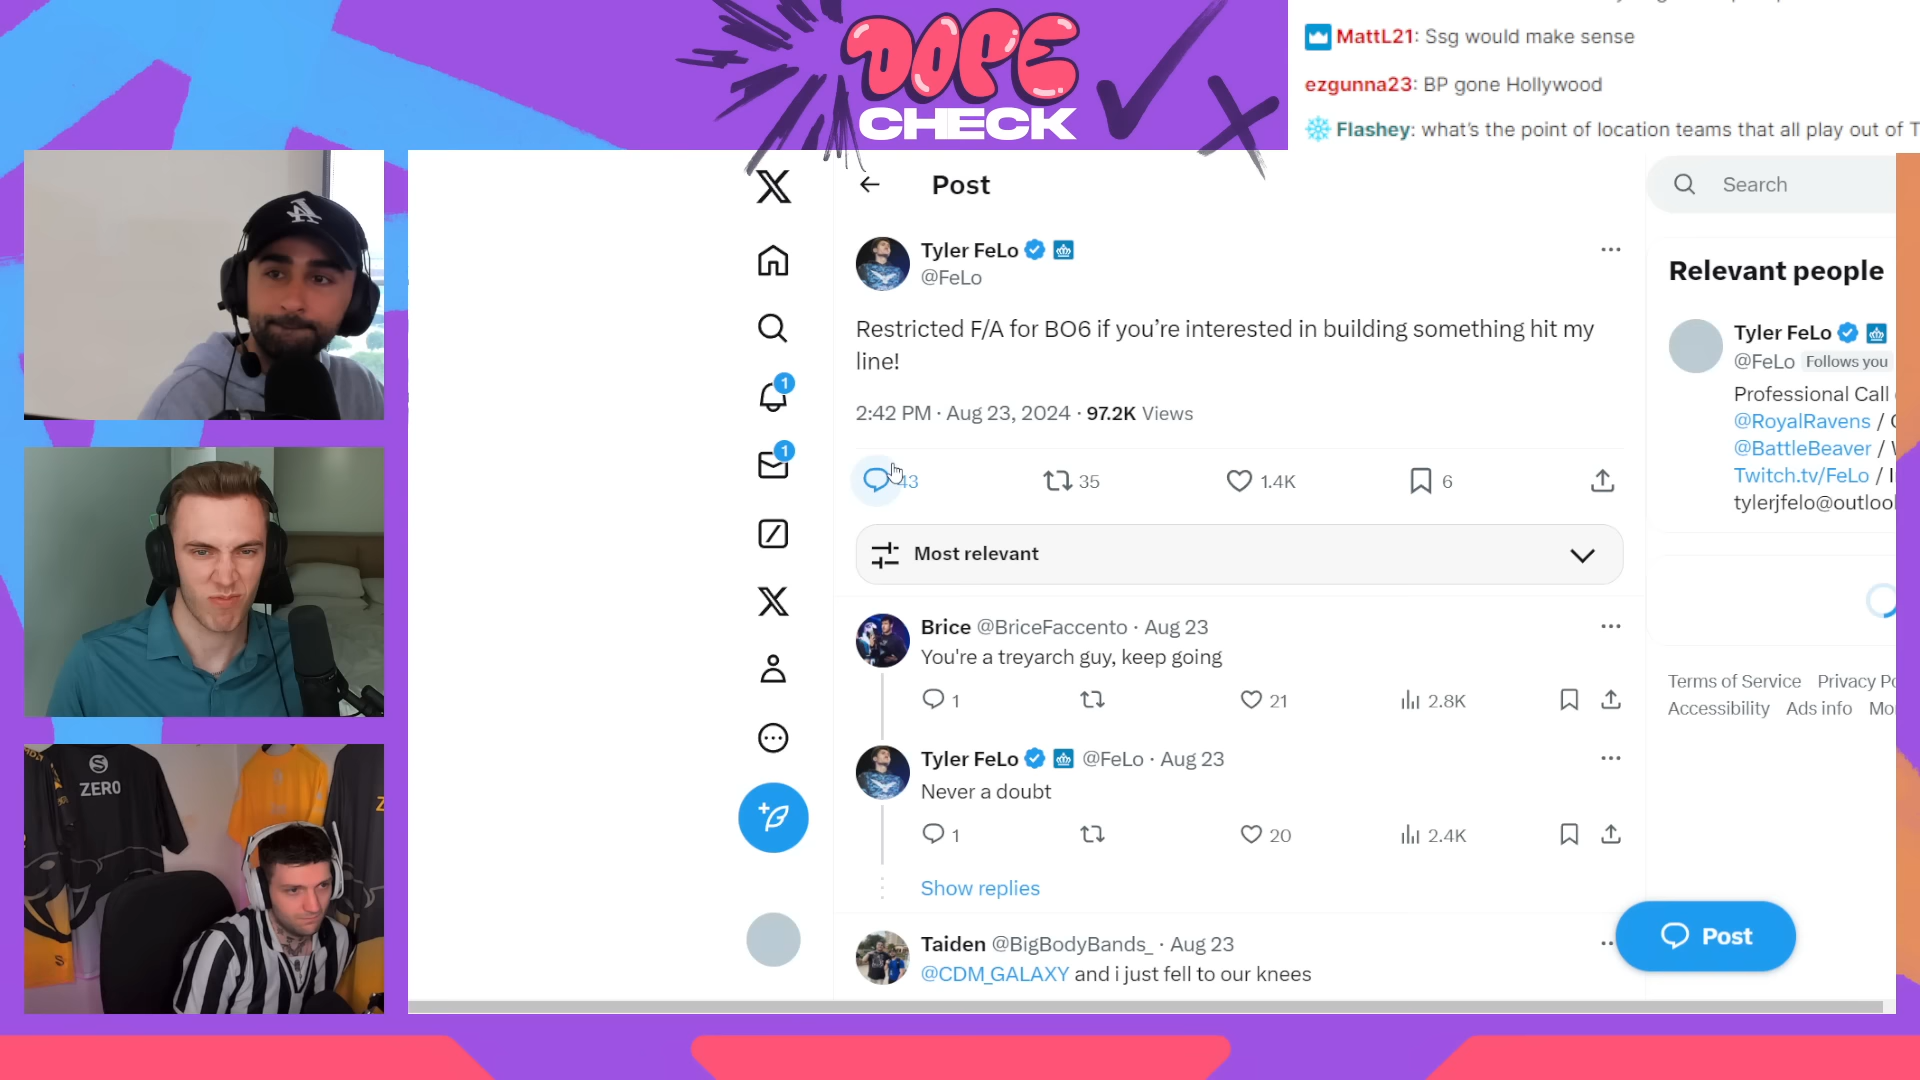 DOPE
CHECK
MattL21: Ssg would make sense
ezgunna23: BP gone Hollywood
Flashey: what's the point of location teams that all play out of T
Post
Search
Tyler FeLo
@FeLo
Restricted F/A for BO6 if you’re interested in building something hit my
line!
2:42 PM · Aug 23, 2024 · 97.2K Views
43 35 1.4K 6
Most relevant
Brice @BriceFaccento · Aug 23
You're a treyarch guy, keep going
1 21 2.8K
Tyler FeLo @FeLo · Aug 23
Never a doubt
1 20 2.4K
Show replies
Taiden @BigBodyBands_ · Aug 23
@CDM_GALAXY and i just fell to our knees
1
1
Relevant people
Tyler FeLo
@FeLo Follows you
Professional Call
@RoyalRavens /
@BattleBeaver /
Twitch.tv/FeLo /
tylerjfelo@outloo
Terms of Service Privacy
Accessibility Ads info
Post
ZERO